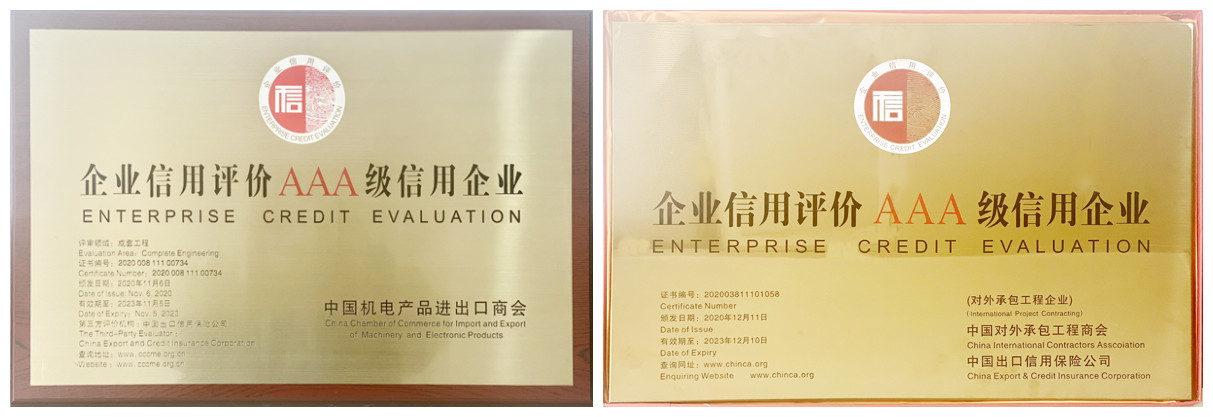 企业信用评价
信
ENTERPRISE CREDIT EVALUATION
企业信用评价AAA级信用企业
ENTERPRISE CREDIT EVALUATION
评审领域：成套工程
Evaluation Area: Complete Engineering
证书编号：2020 008 111 00734
Certificate Number: 2020 008 111 00734
颁发日期：2020年11月6日
Date of Issue: Nov. 6, 2020
有效期至：2023年11月5日
Date of Expiry: Nov. 5, 2023
第三方评价机构：中国出口信用保险公司
The Third-Party Evaluator:
China Export and Credit Insurance Corporation
查询地址：www. cccme.org.cn
Website : www. cccme.org.cn
中国机电产品进出口商会
China Chamber of Commerce for Import and Export
of Machinery and Electronic Products
企业信用评价
信
ENTERPRISE CREDIT EVALUATION
企业信用评价 AAA 级信用企业
ENTERPRISE CREDIT EVALUATION
证书编号：202003811101058
Certificate Number
颁发日期：2020年12月11日
Date of Issue
有效期至：2023年12月10日
Date of Expiry
查询网址：www.chinca.org
Enquiring Website www.chinca.org
(对外承包工程企业)
(International Project Contracting)
中国对外承包工程商会
China International Contractors Asscoiation
中国出口信用保险公司
China Export & Credit Insurance Corporation